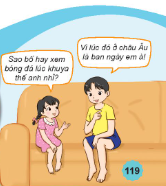 Sao bố hay xem
bóng đá lúc khuya
thế anh nhỉ?
Vì lúc đó ở châu Âu
là ban ngày em à!
119